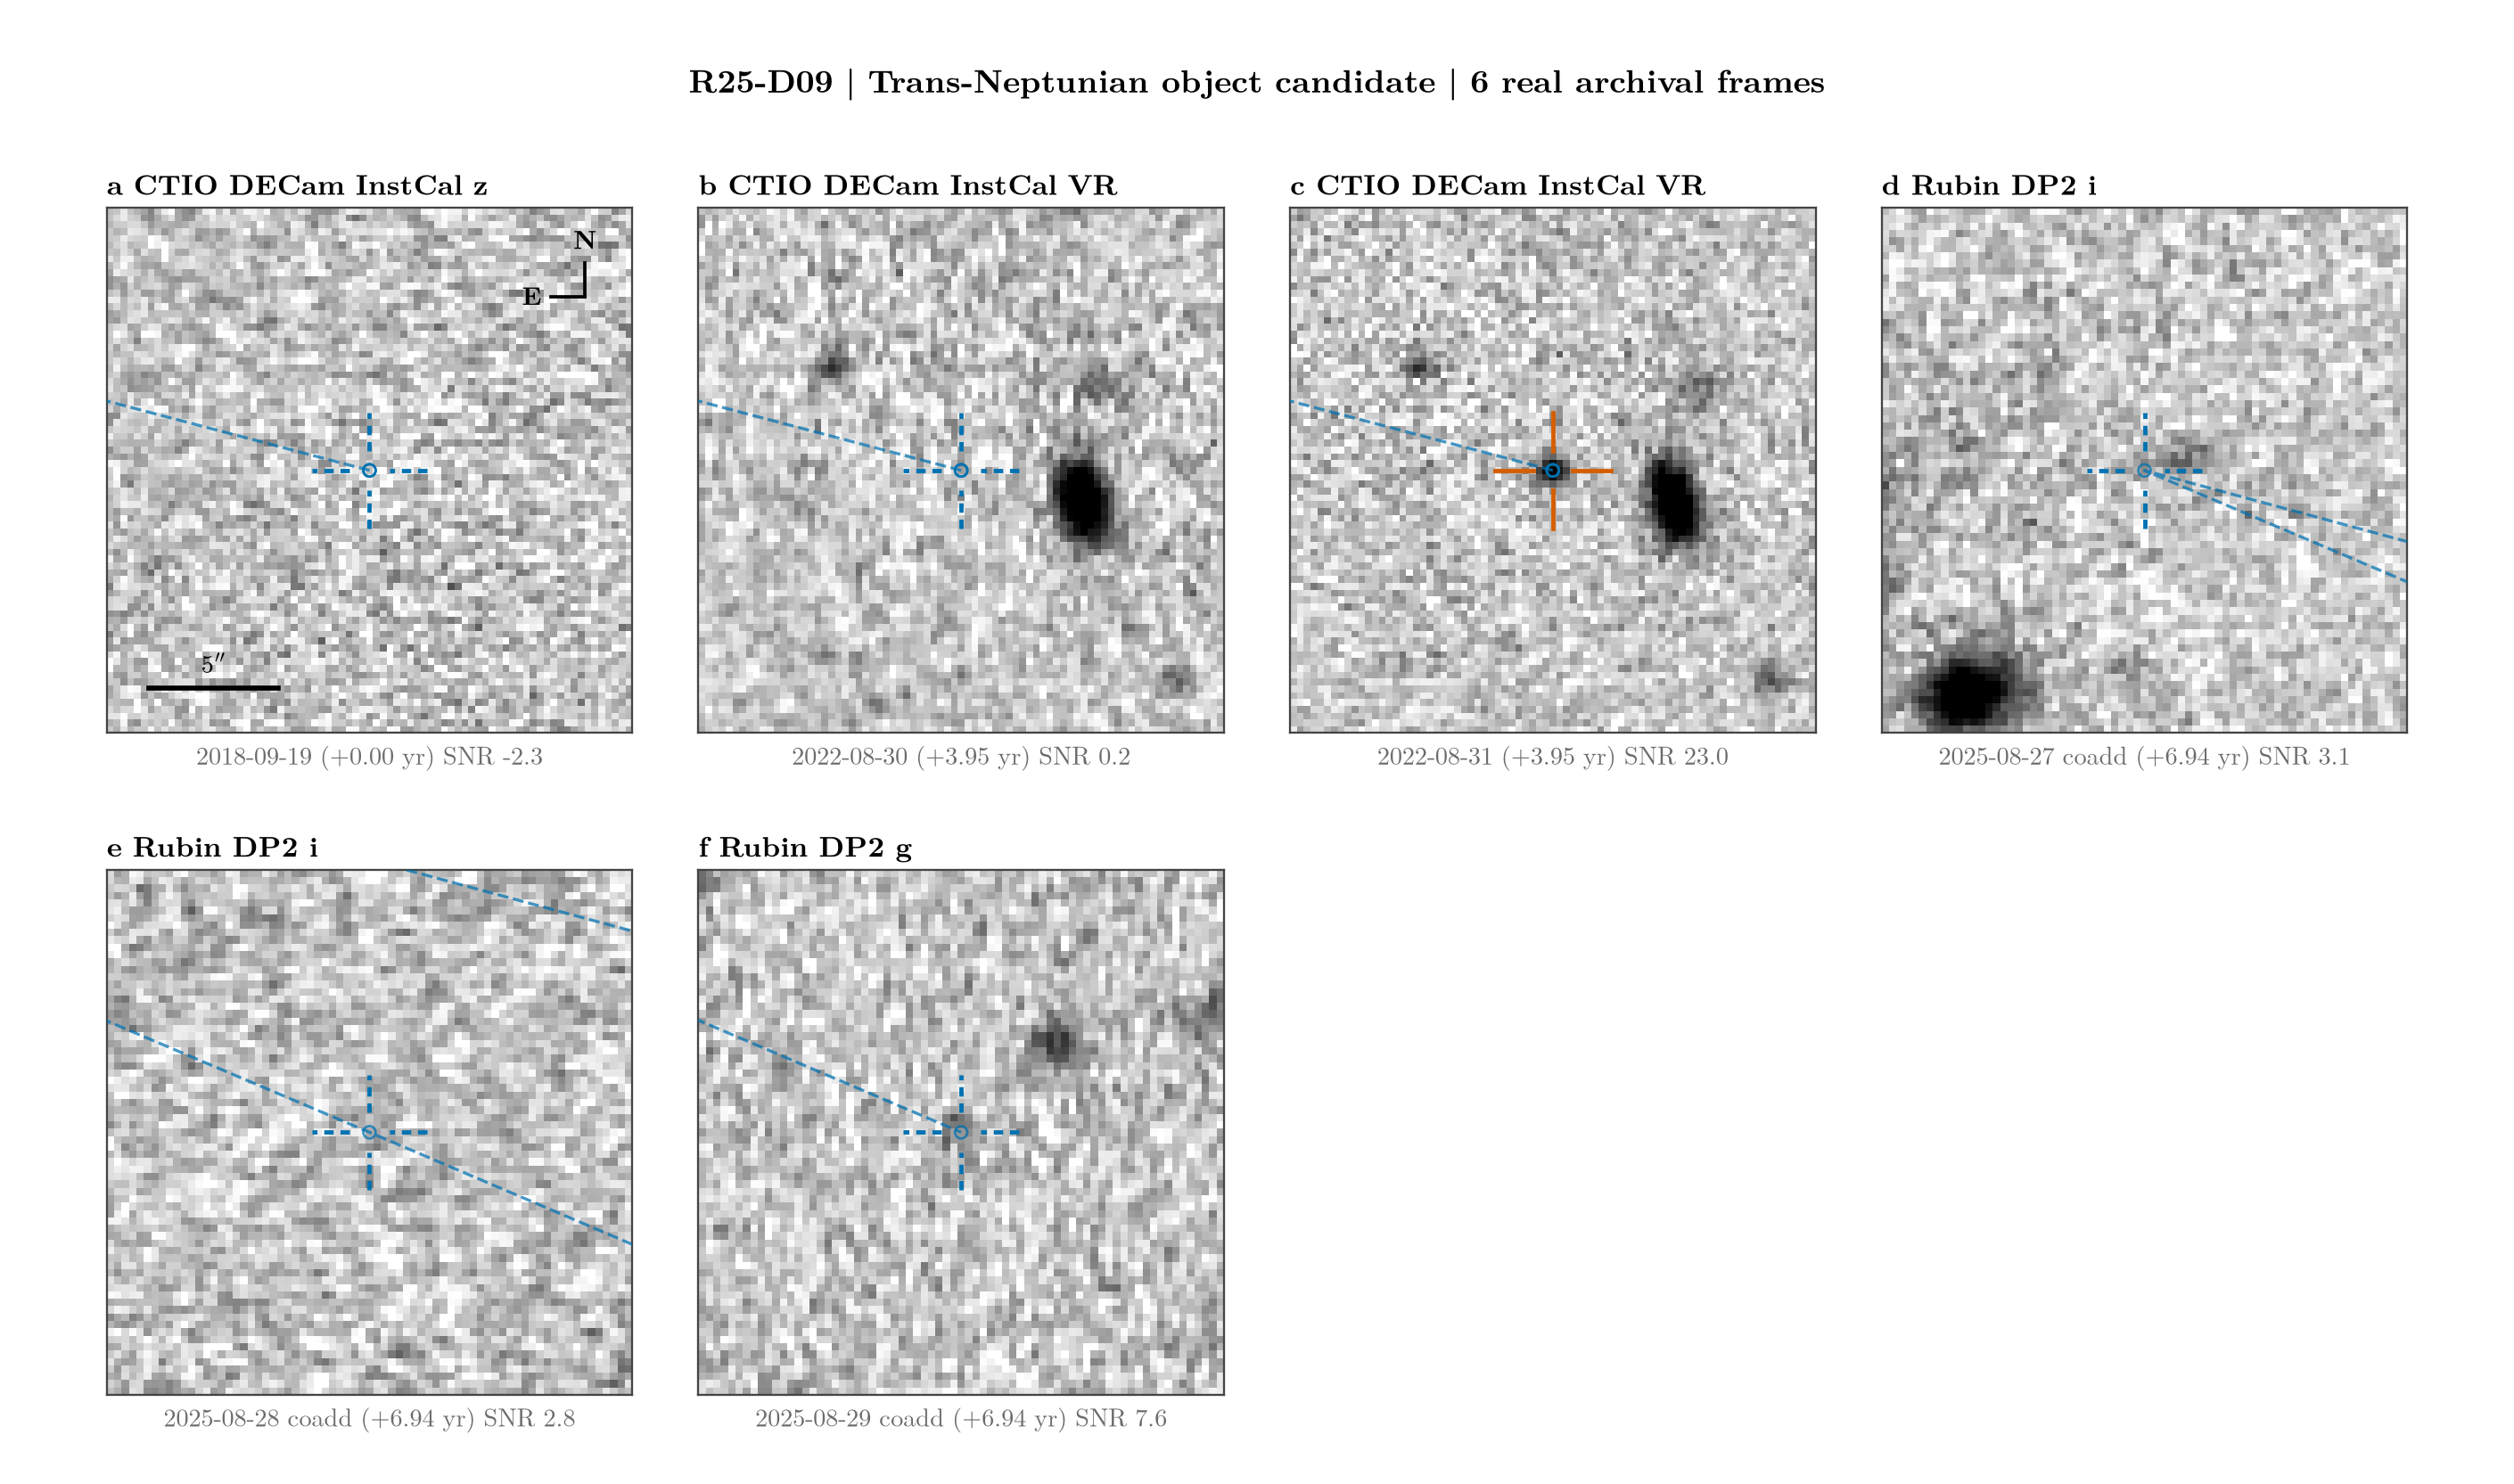 R25-D09 | Trans-Neptunian object candidate | 6 real archival frames
a CTIO DECam InstCal z
b CTIO DECam InstCal VR
c CTIO DECam InstCal VR
d Rubin DP2 i
N
E
5″
2018-09-19 (+0.00 yr) SNR -2.3
2022-08-30 (+3.95 yr) SNR 0.2
2022-08-31 (+3.95 yr) SNR 23.0
2025-08-27 coadd (+6.94 yr) SNR 3.1
e Rubin DP2 i
f Rubin DP2 g
2025-08-28 coadd (+6.94 yr) SNR 2.8
2025-08-29 coadd (+6.94 yr) SNR 7.6